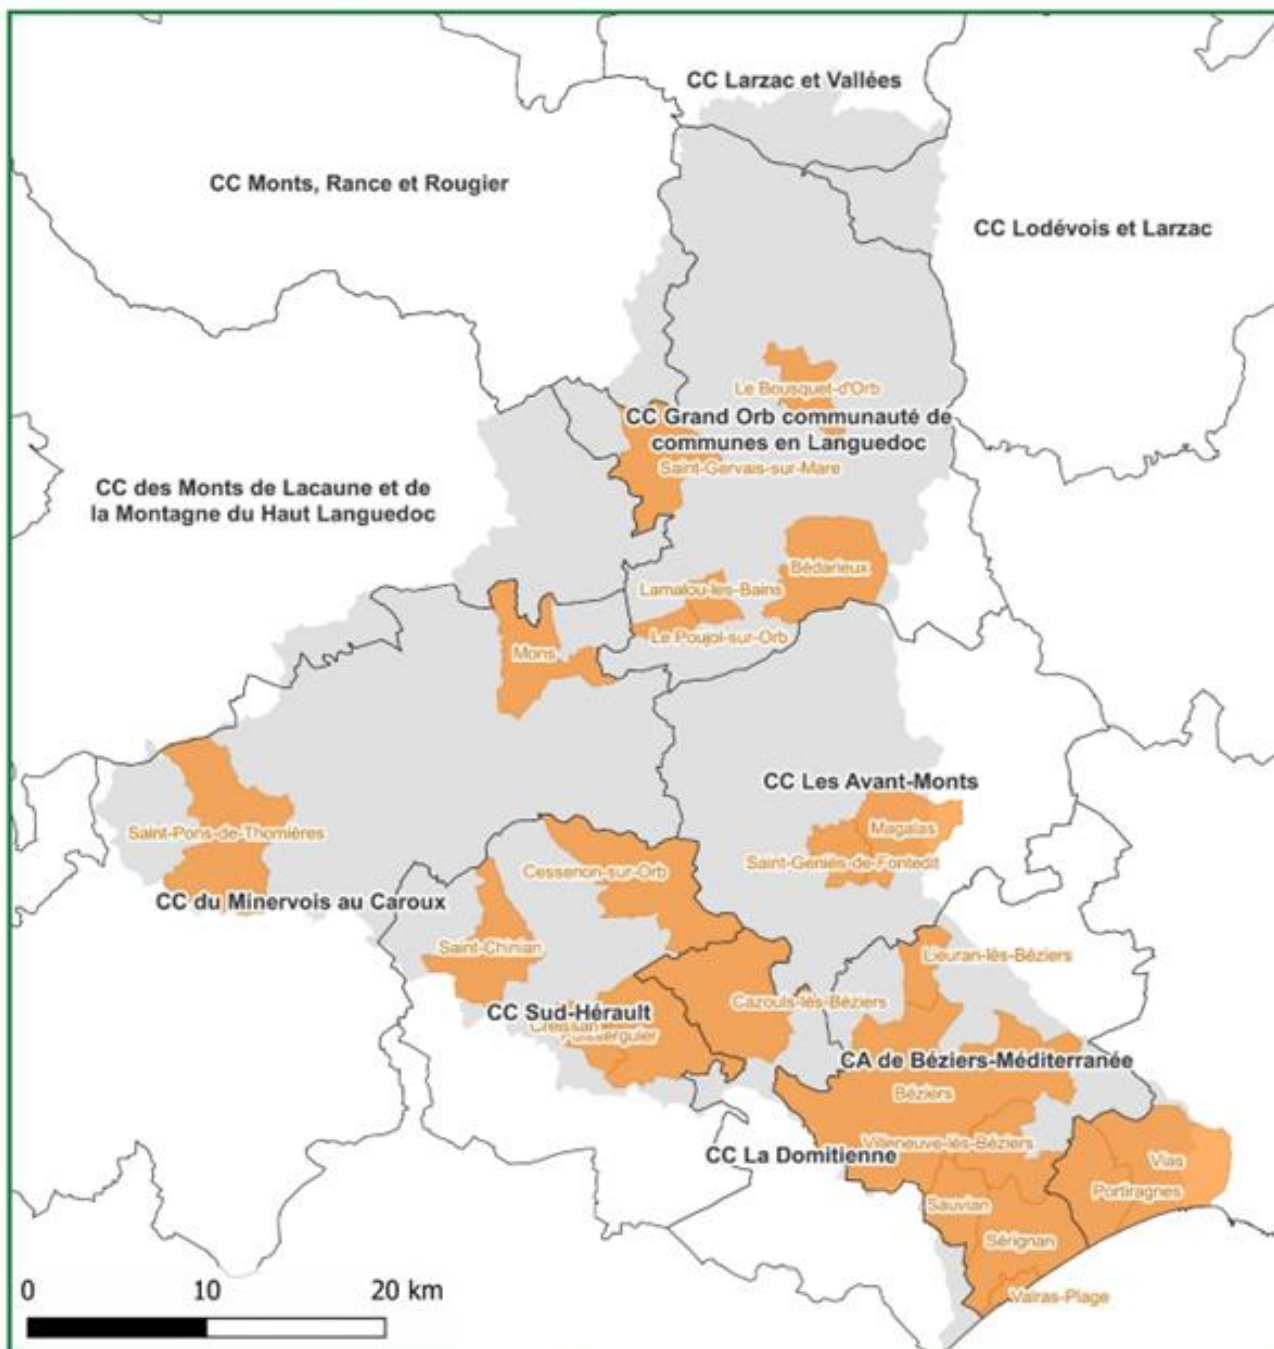 CC Larzac et Vallées
CC Monts, Rance et Rougier
CC Lodévois et Larzac
Le Bousquet-d'Orb
CC Grand Orb communauté de
communes en Languedoc
Saint-Gervais-sur-Mare
CC des Monts de Lacaune et de
la Montagne du Haut Languedoc
Bédarieux
Lamalou-les-Bains
Le Poujol-sur-Orb
Mons
CC Les Avant-Monts
Magalas
Saint-Pons-de-Thomières
Saint-Geniès-de-Fontedit
Cessenon-sur-Orb
CC du Minervois au Caroux
Saint-Chinian
Lieuran-lès-Béziers
Cazouls-lès-Béziers
CC Sud-Hérault
Creissan
Puisserguier
CA de Béziers-Méditerranée
Béziers
Villeneuve-lès-Béziers
CC La Domitienne
Vias
Portiragnes
Sauvian
Sérignan
Valras-Plage
0 10 20 km